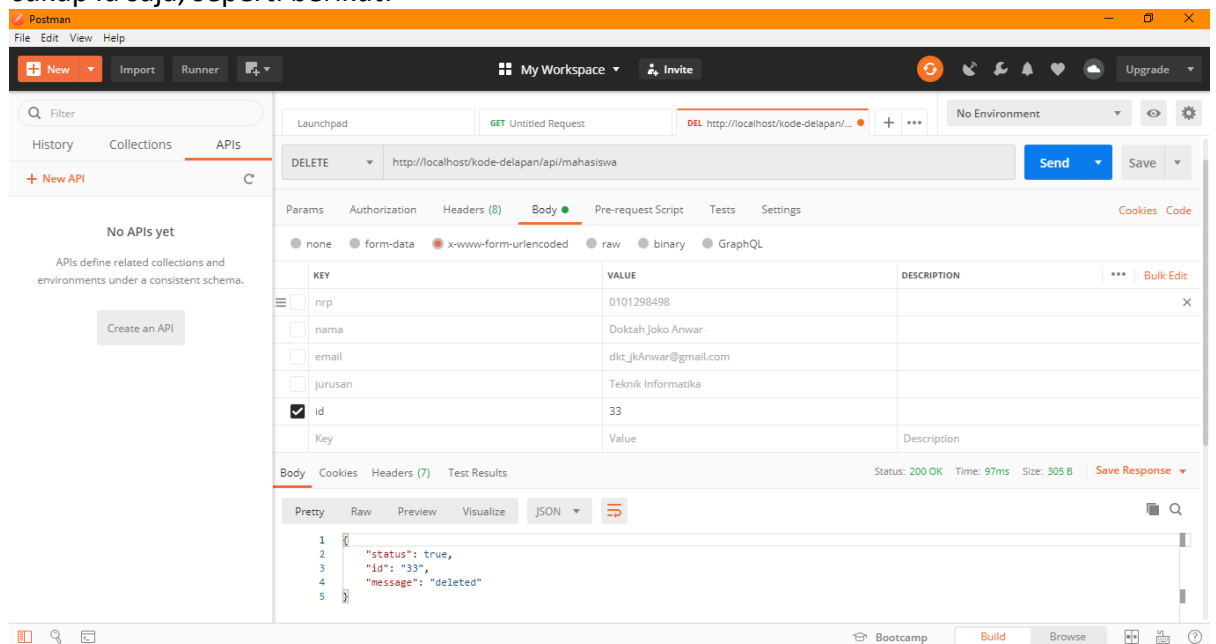 cukup id saja, seperti berikut:
Postman
File Edit View Help
New Import Runner My Workspace Invite Upgrade
Filter
History Collections APIs
New API
No APIs yet
APIs define related collections and
environments under a consistent schema.
Create an API
Launchpad GET Untitled Request DEL http://localhost/kode-delapan/... No Environment
DELETE http://localhost/kode-delapan/api/mahasiswa Send Save
Params Authorization Headers (8) Body Pre-request Script Tests Settings Cookies Code
none form-data x-www-form-urlencoded raw binary GraphQL
KEY VALUE DESCRIPTION Bulk Edit
nrp 0101298498
nama Doktah Joko Anwar
email dkt_jkAnwar@gmail.com
jurusan Teknik Informatika
id 33
Key Value Description
Body Cookies Headers (7) Test Results Status: 200 OK Time: 97ms Size: 305 B Save Response
Pretty Raw Preview Visualize JSON
1 {
2 "status": true,
3 "id": "33",
4 "message": "deleted"
5 }
Bootcamp Build Browse